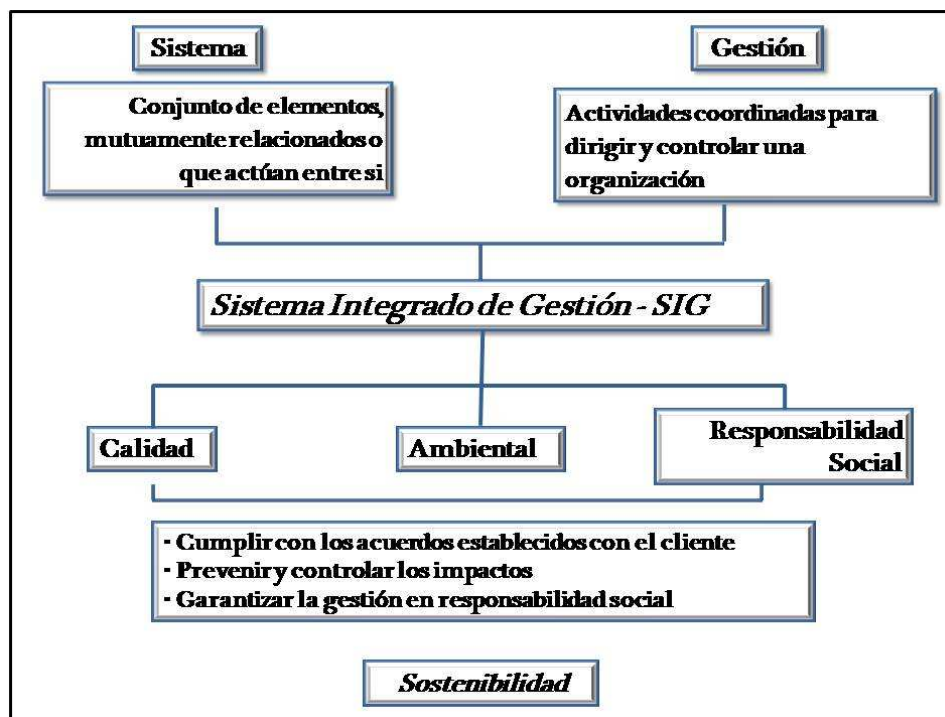 Sistema
Gestión
Conjunto de elementos,
mutuamente relacionados o
que actúan entre si
Actividades coordinadas para
dirigir y controlar una
organización
Sistema Integrado de Gestión - SIG
Calidad
Ambiental
Responsabilidad
Social
- Cumplir con los acuerdos establecidos con el cliente
- Prevenir y controlar los impactos
- Garantizar la gestión en responsabilidad social
Sostenibilidad